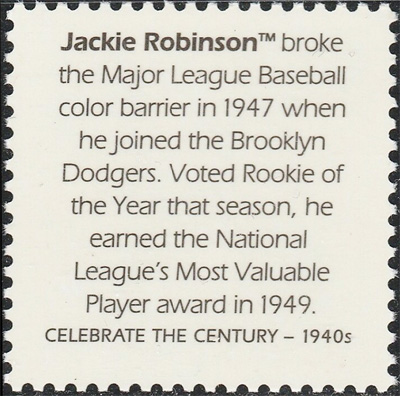 Jackie Robinson™ broke
the Major League Baseball
color barrier in 1947 when
he joined the Brooklyn
Dodgers. Voted Rookie of
the Year that season, he
earned the National
League's Most Valuable
Player award in 1949.
CELEBRATE THE CENTURY – 1940s